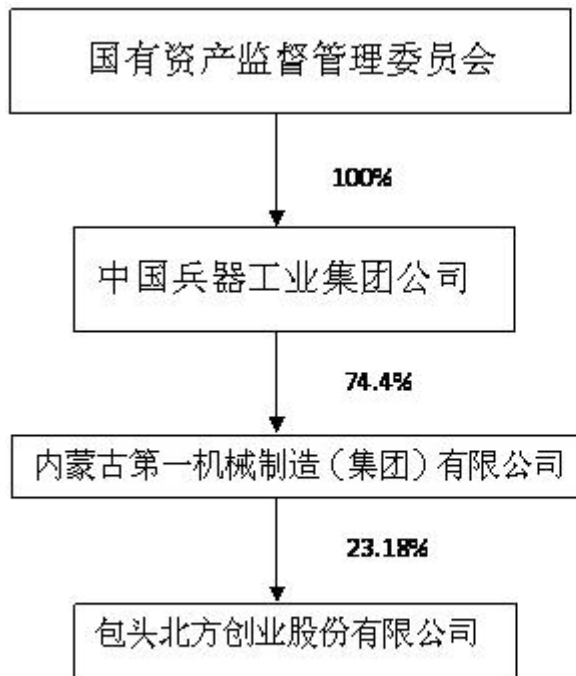 国有资产监督管理委员会
100%
中国兵器工业集团公司
74.4%
内蒙古第一机械制造（集团）有限公司
23.18%
包头北方创业股份有限公司